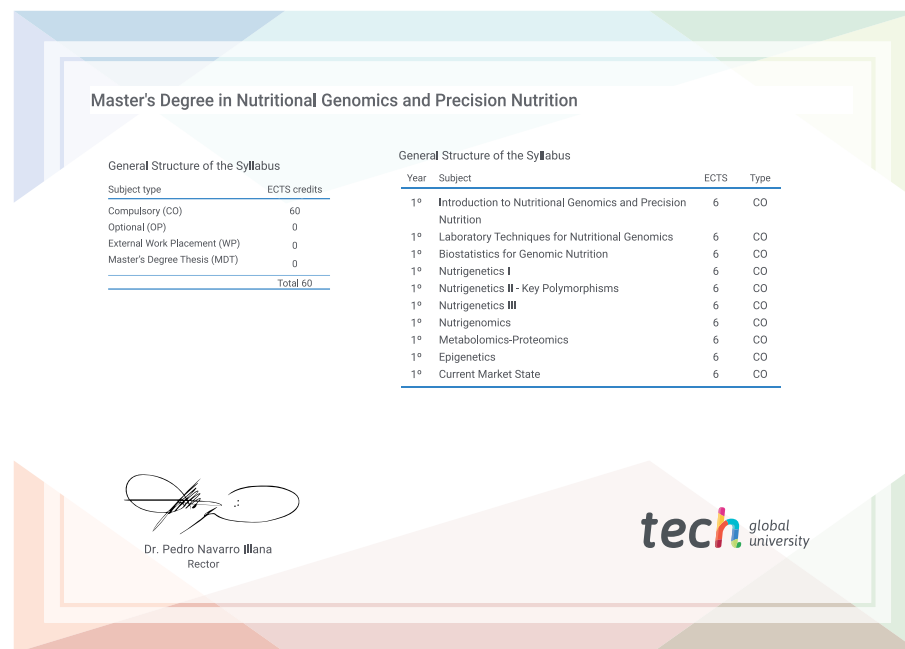 Master's Degree in Nutritional Genomics and Precision Nutrition
General Structure of the Syllabus
Subject type ECTS credits
Compulsory (CO) 60
Optional (OP) 0
External Work Placement (WP) 0
Master's Degree Thesis (MDT) 0
Total 60
General Structure of the Syllabus
Year Subject ECTS Type
1º Introduction to Nutritional Genomics and Precision 6 CO
Nutrition
1º Laboratory Techniques for Nutritional Genomics 6 CO
1º Biostatistics for Genomic Nutrition 6 CO
1º Nutrigenetics I 6 CO
1º Nutrigenetics II - Key Polymorphisms 6 CO
1º Nutrigenetics III 6 CO
1º Nutrigenomics 6 CO
1º Metabolomics-Proteomics 6 CO
1º Epigenetics 6 CO
1º Current Market State 6 CO
Dr. Pedro Navarro Illana
Rector
tech global
university